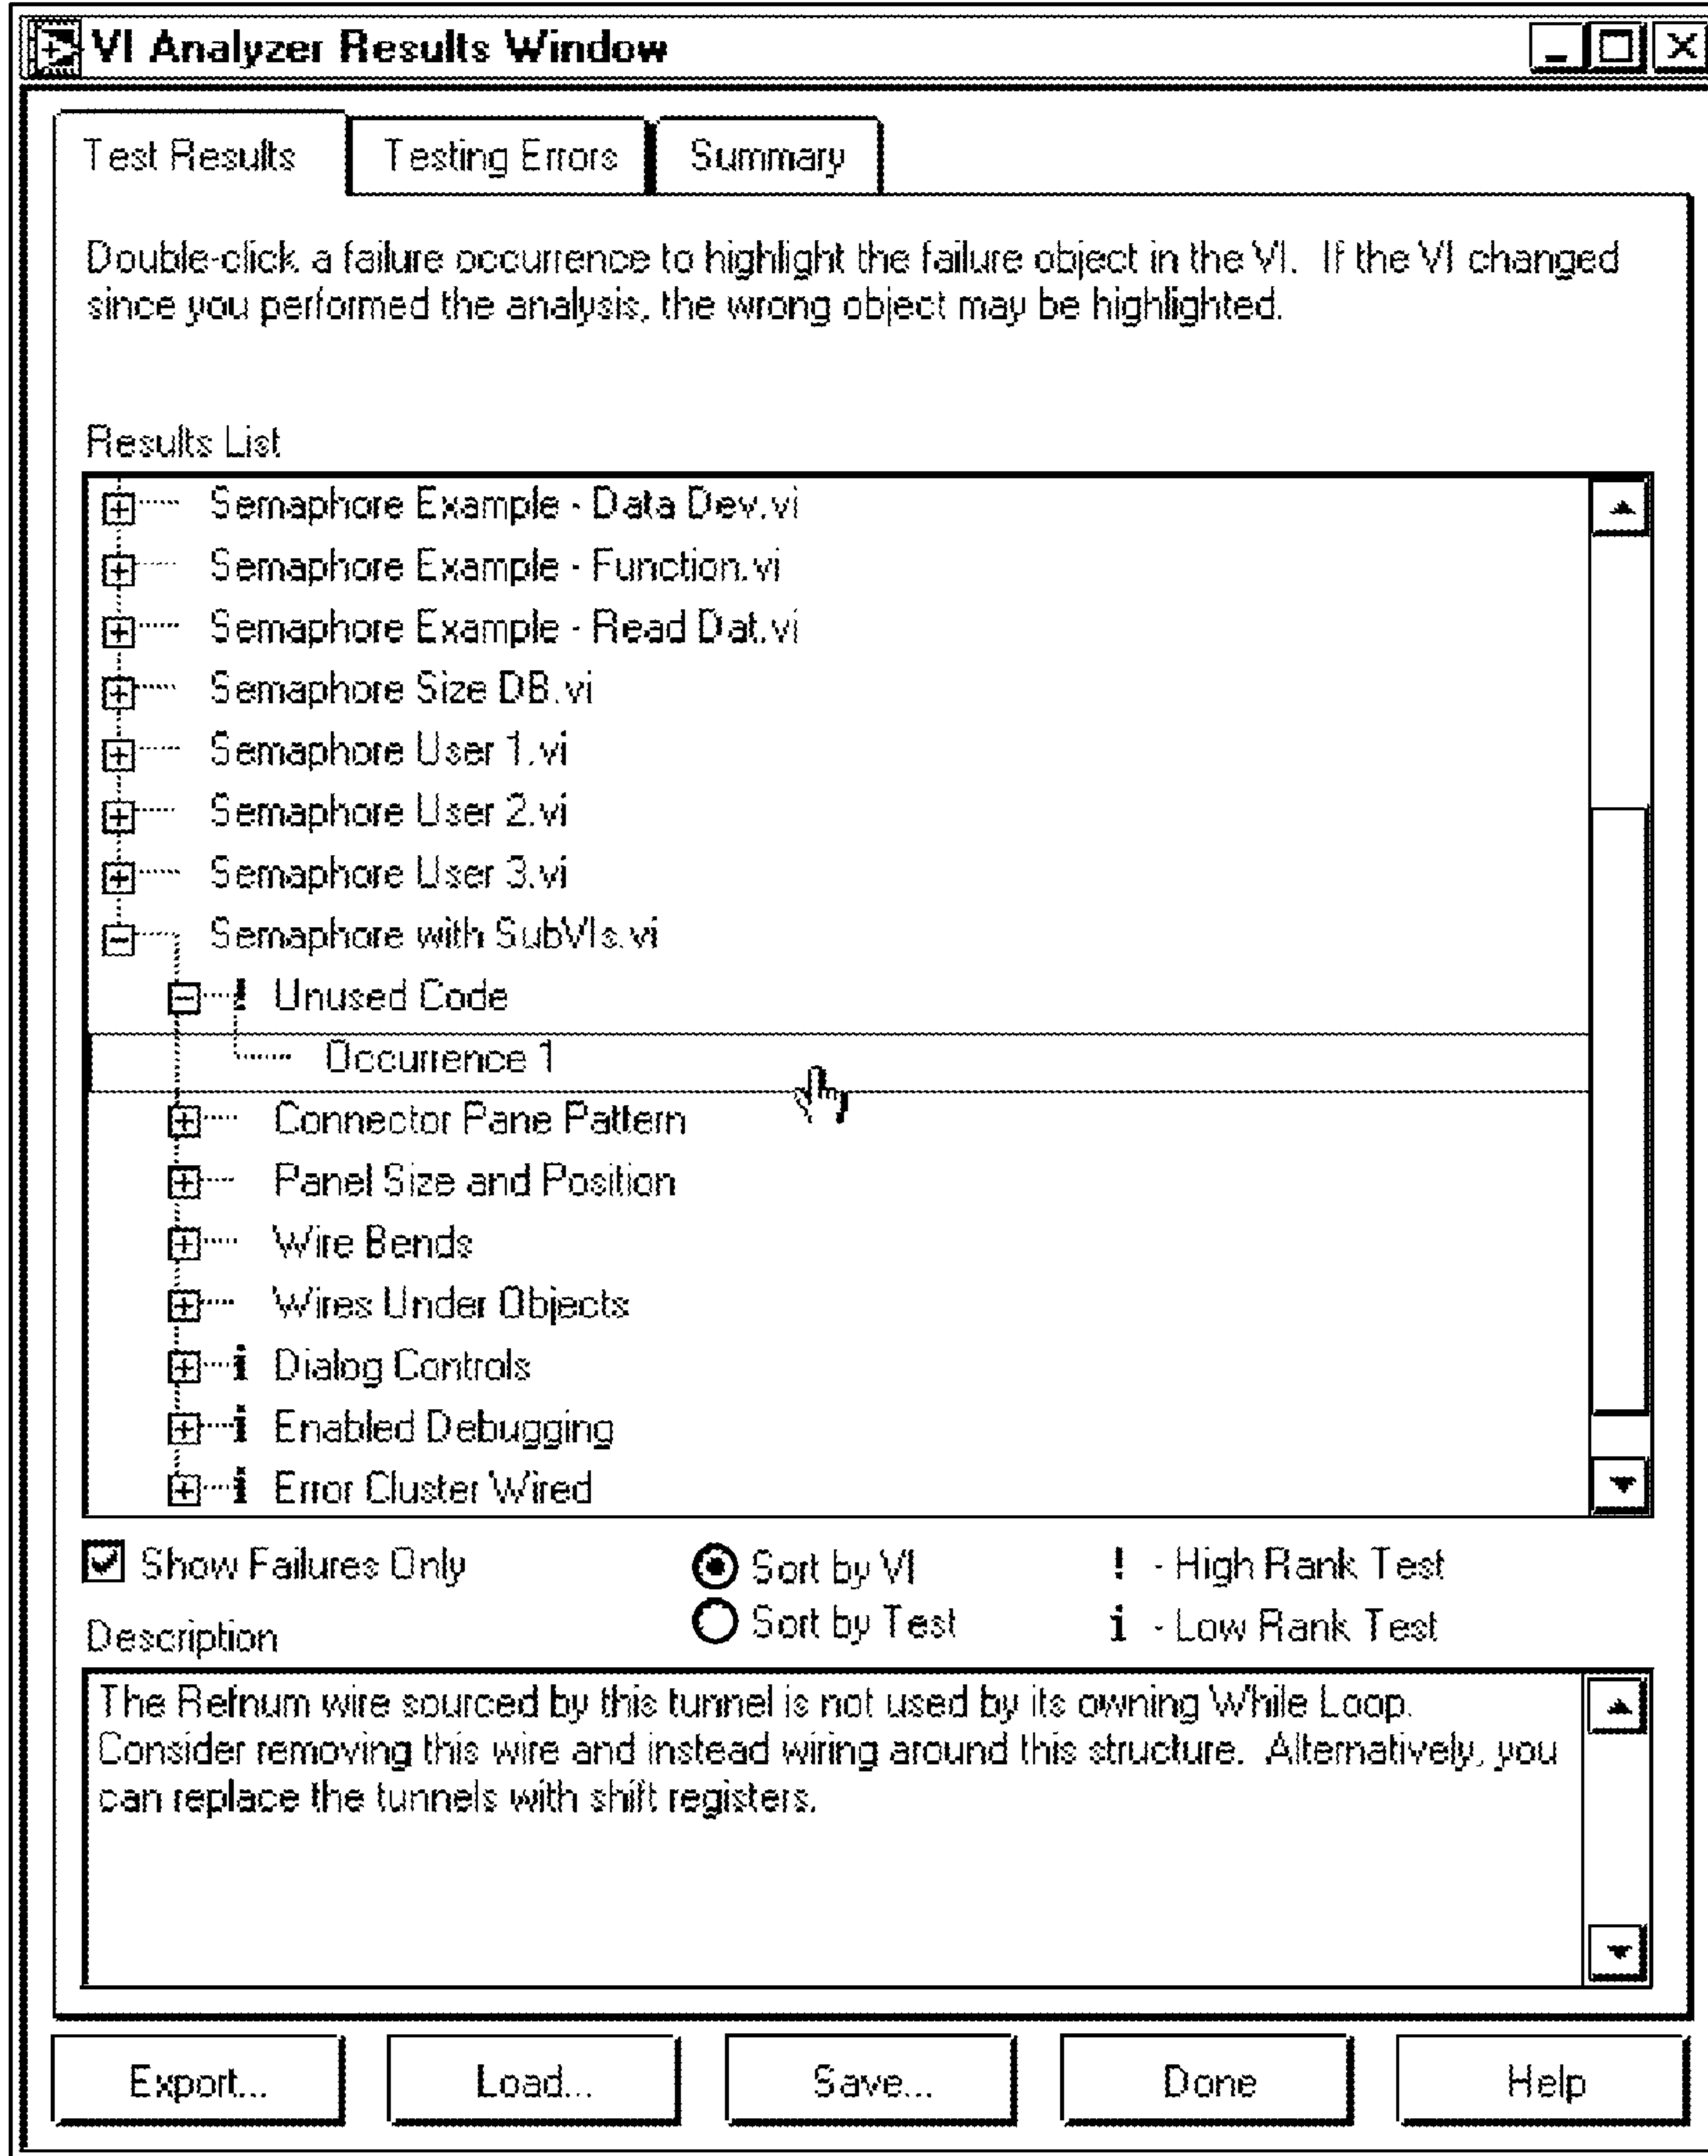 VI Analyzer Results Window
Test Results
Testing Errors
Summary
Double-click a failure occurrence to highlight the failure object in the VI. If the VI changed
since you performed the analysis, the wrong object may be highlighted.
Results List
Semaphore Example - Data Dev.vi
Semaphore Example - Function.vi
Semaphore Example - Read Dat.vi
Semaphore Size DB.vi
Semaphore User 1.vi
Semaphore User 2.vi
Semaphore User 3.vi
Semaphore with SubVIs.vi
! Unused Code
Occurrence 1
Connector Pane Pattern
Panel Size and Position
Wire Bends
Wires Under Objects
i Dialog Controls
i Enabled Debugging
i Error Cluster Wired
Show Failures Only
Sort by VI
! - High Rank Test
Sort by Test
i - Low Rank Test
Description
The Refnum wire sourced by this tunnel is not used by its owning While Loop.
Consider removing this wire and instead wiring around this structure. Alternatively, you
can replace the tunnels with shift registers.
Export...
Load...
Save...
Done
Help